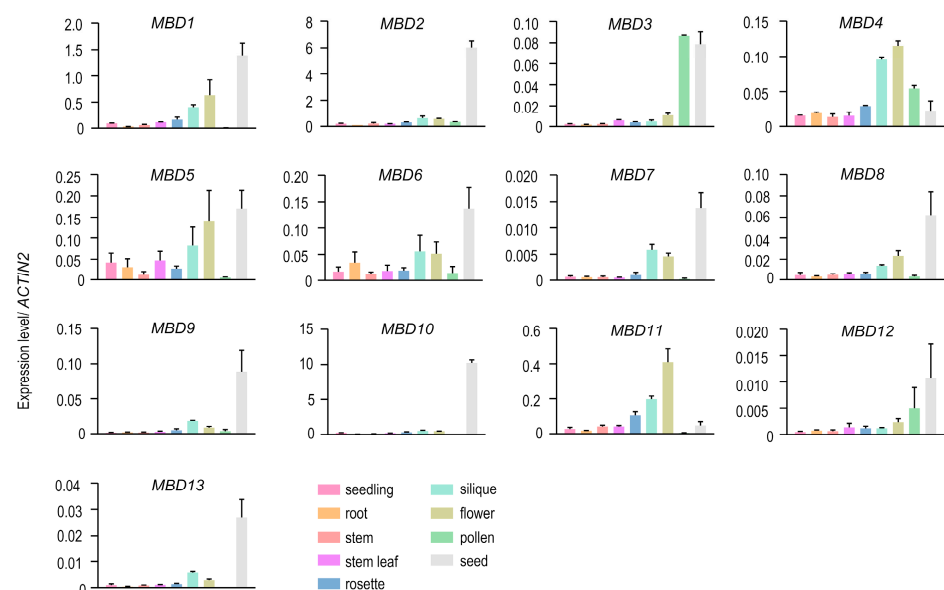 MBD1
2.0
1.5
1.0
0.5
0
MBD2
8
6
4
2
0
MBD3
0.10
0.08
0.06
0.04
0.02
0
MBD4
0.15
0.10
0.05
0
MBD5
0.25
0.20
0.15
0.10
0.05
0
MBD6
0.20
0.15
0.10
0.05
0
MBD7
0.020
0.015
0.010
0.005
0
MBD8
0.10
0.08
0.06
0.04
0.02
0
Expression level/ ACTIN2
MBD9
0.15
0.10
0.05
0
MBD10
15
10
5
0
MBD11
0.6
0.4
0.2
0
MBD12
0.020
0.015
0.010
0.005
0
MBD13
0.04
0.03
0.02
0.01
0
seedling
root
stem
stem leaf
rosette
silique
flower
pollen
seed